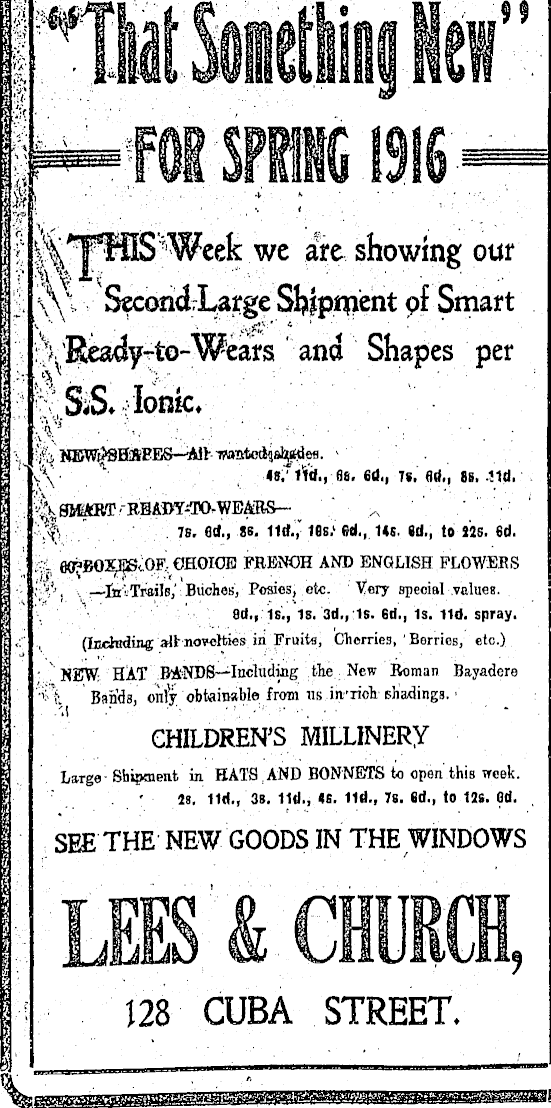 "That Something New"
FOR SPRING 1916
THIS Week we are showing our
Second Large Shipment of Smart
Ready-to-Wears and Shapes per
S.S. Ionic.
NEW SHAPES—All wanted shades.
4s. 11d., 6s. 6d., 7s. 6d., 8s. 11d.
SMART READY-TO-WEARS—
7s. 6d., 8s. 11d., 10s. 6d., 14s. 6d., to 22s. 6d.
BOXES OF CHOICE FRENCH AND ENGLISH FLOWERS
—In Trails, Buches, Posies, etc. Very special values.
9d., 1s., 1s. 3d., 1s. 6d., 1s. 11d. spray.
(Including all novelties in Fruits, Cherries, Berries, etc.)
NEW HAT BANDS—Including the New Roman Bayadere
Bands, only obtainable from us in rich shadings.
CHILDREN'S MILLINERY
Large Shipment in HATS AND BONNETS to open this week.
2s. 11d., 3s. 11d., 4s. 11d., 7s. 6d., to 12s. 6d.
SEE THE NEW GOODS IN THE WINDOWS
LEES & CHURCH,
128 CUBA STREET.